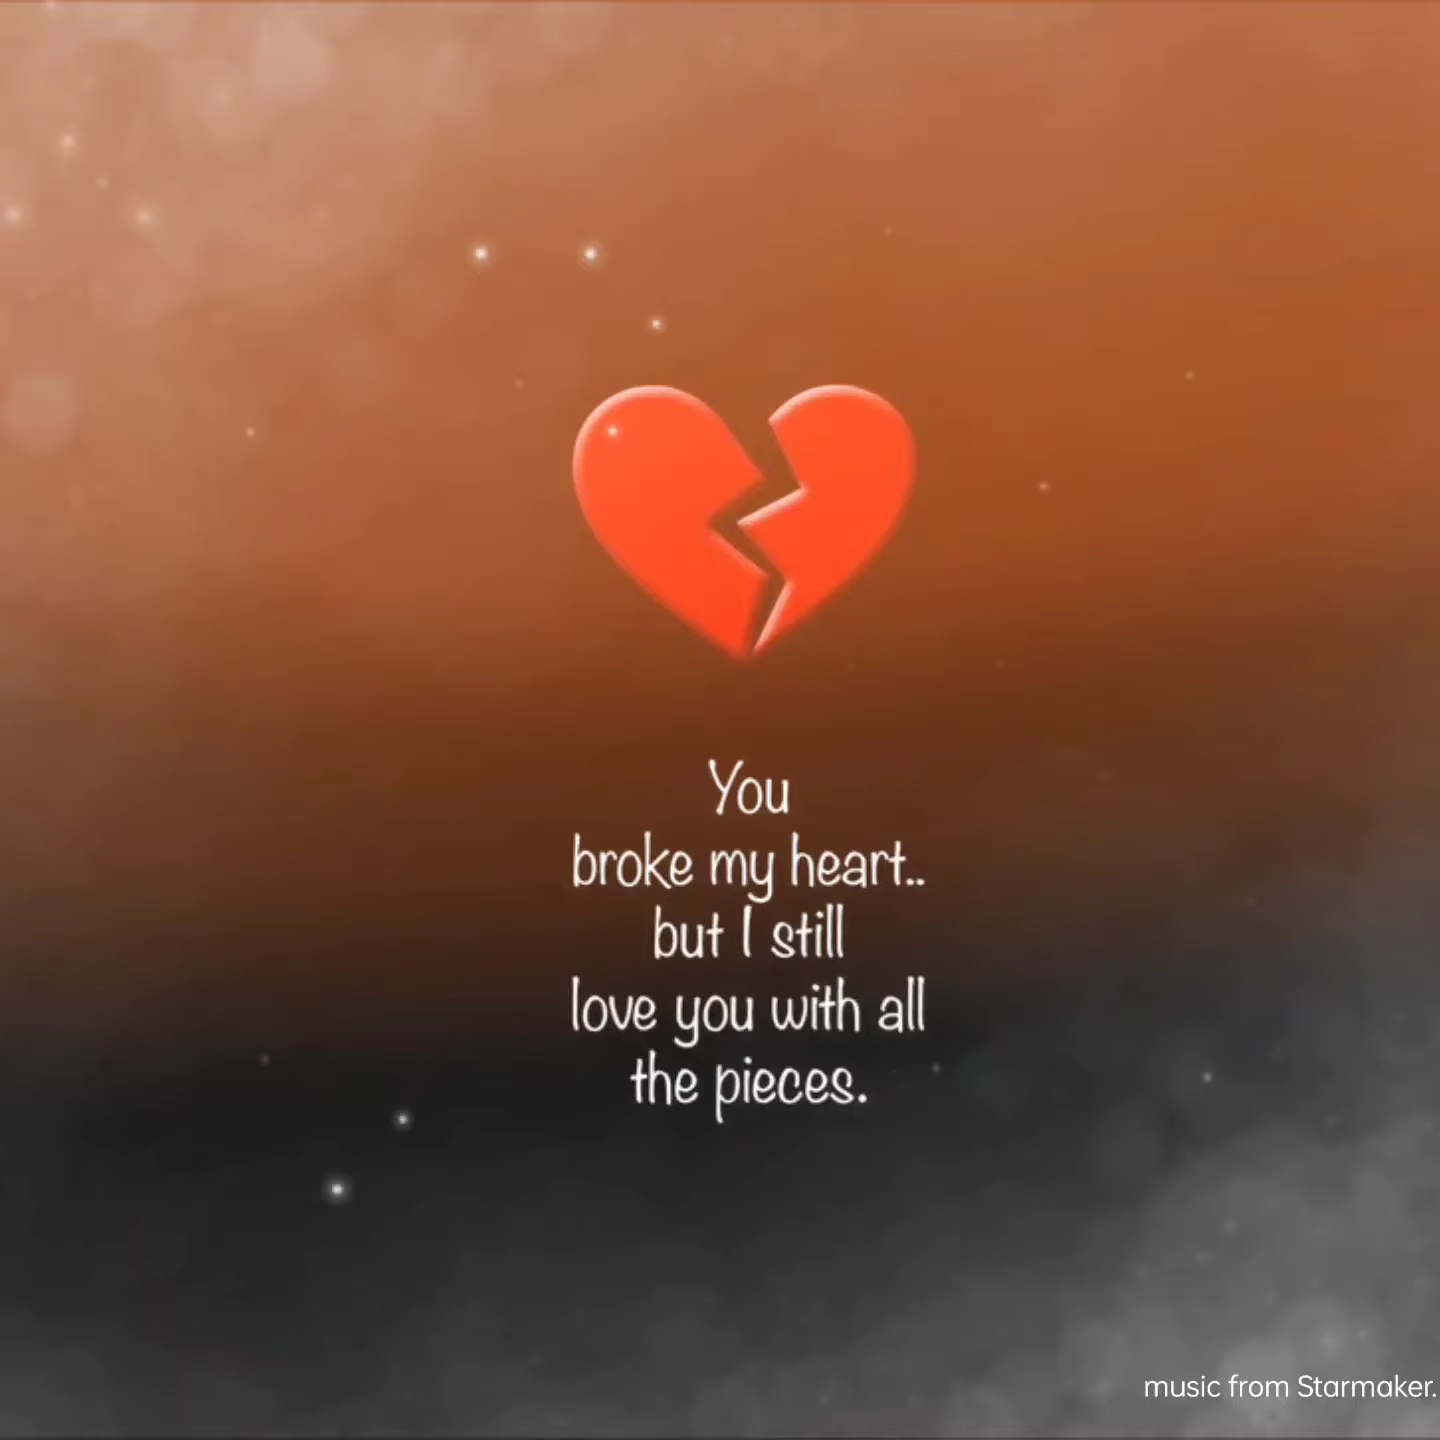 You
broke my heart..
but I still
love you with all
the pieces.
music from Starmaker.